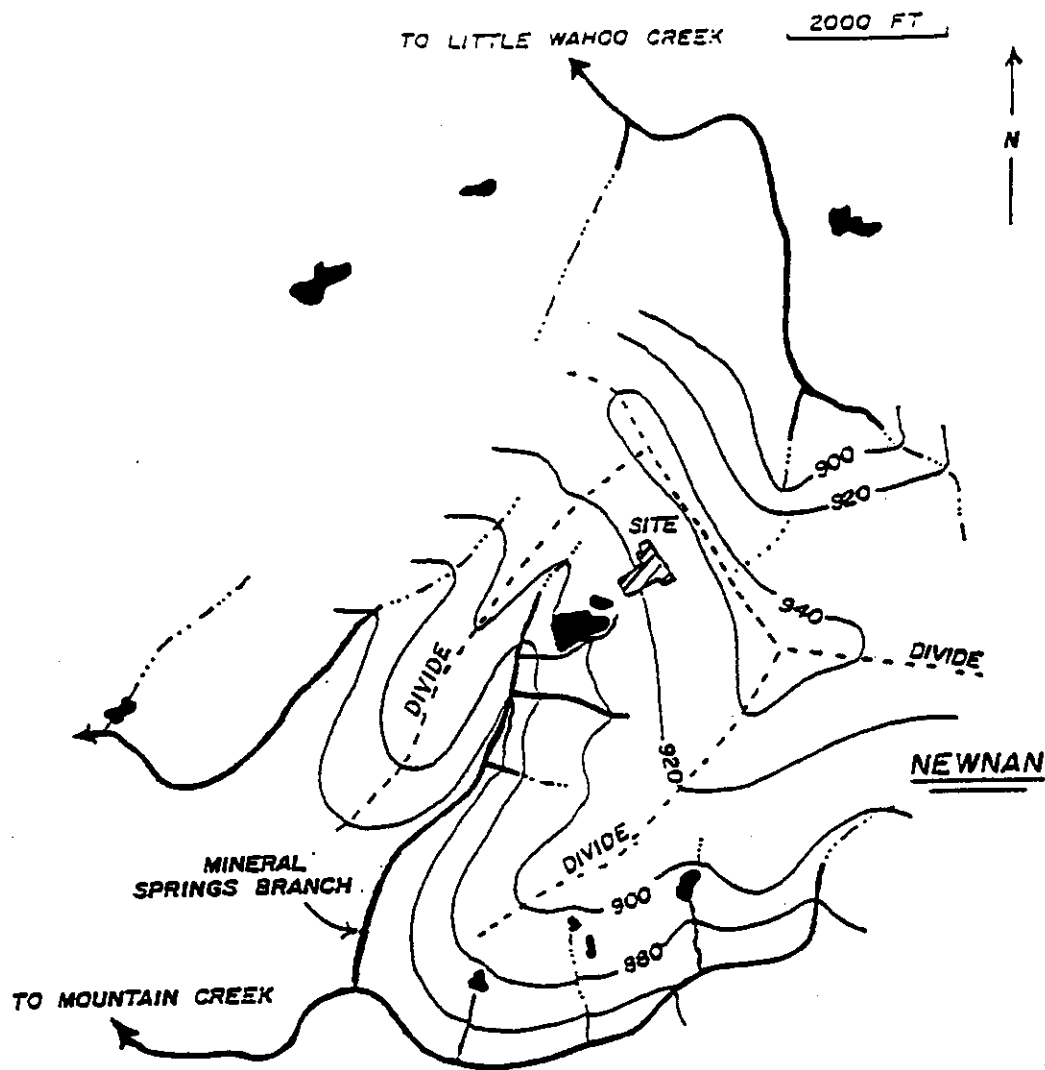 2000 FT
TO LITTLE WAHOO CREEK
N
900
920
SITE
940
DIVIDE
DIVIDE
920
NEWNAN
DIVIDE
MINERAL
SPRINGS BRANCH
900
880
TO MOUNTAIN CREEK